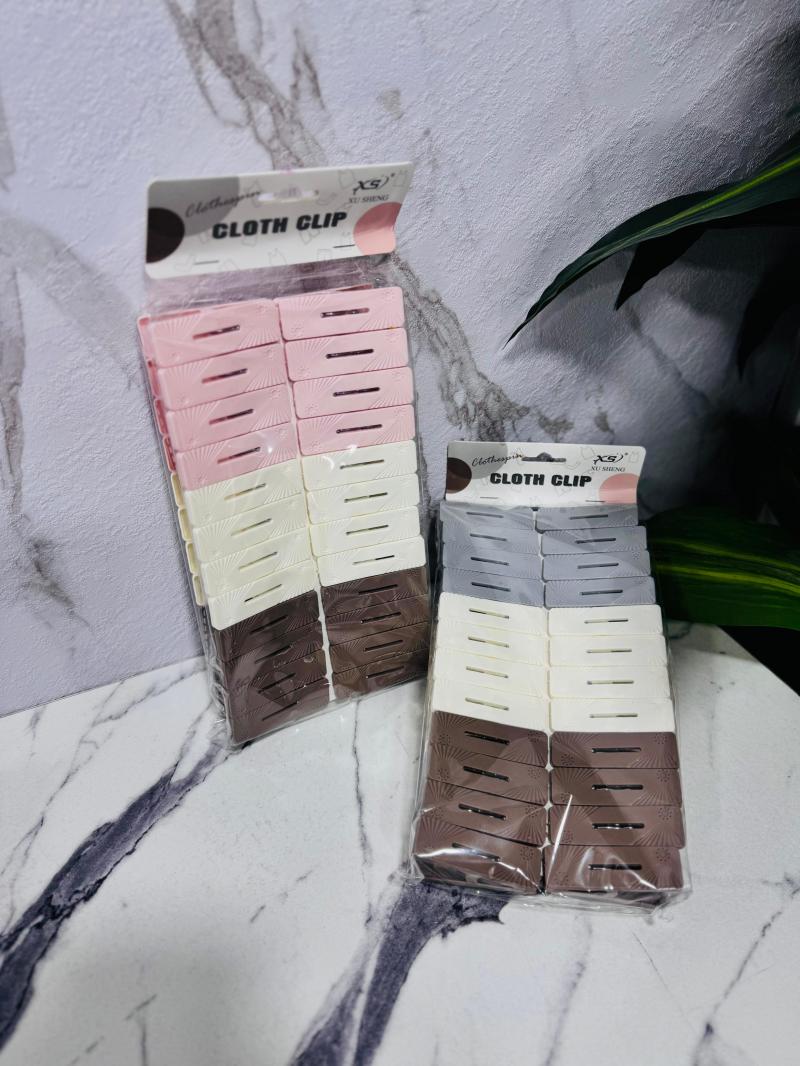 Clothespin
XS
XU SHENG
CLOTH CLIP
Clothespin
XS
XU SHENG
CLOTH CLIP